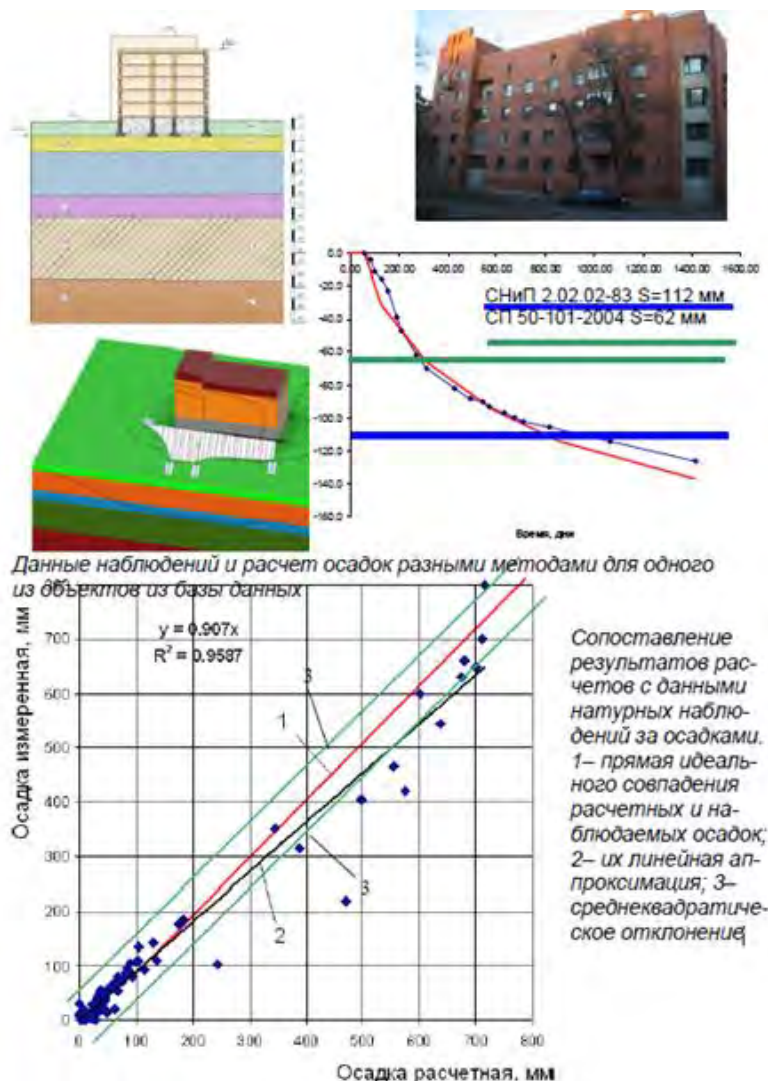 0.0
0.00 200.00 400.00 600.00 800.00 1000.00 1200.00 1400.00 1600.00
-20.0
-40.0
-60.0
-80.0
-100.0
-120.0
-140.0
-160.0
СНиП 2.02.02-83 S=112 мм
СП 50-101-2004 S=62 мм
Время, дни
Данные наблюдений и расчет осадок разными методами для одного
из объектов из базы данных
Осадка измеренная, мм
800
700
600
500
400
300
200
100
0
y = 0.907x
R² = 0.9587
3
1
2
3
0 100 200 300 400 500 600 700 800
Осадка расчетная, мм
Сопоставление
результатов рас-
четов с данными
натурных наблю-
дений за осадками.
1– прямая идеаль-
ного совпадения
расчетных и на-
блюдаемых осадок;
2– их линейная ап-
проксимация; 3–
среднеквадратиче-
ское отклонение